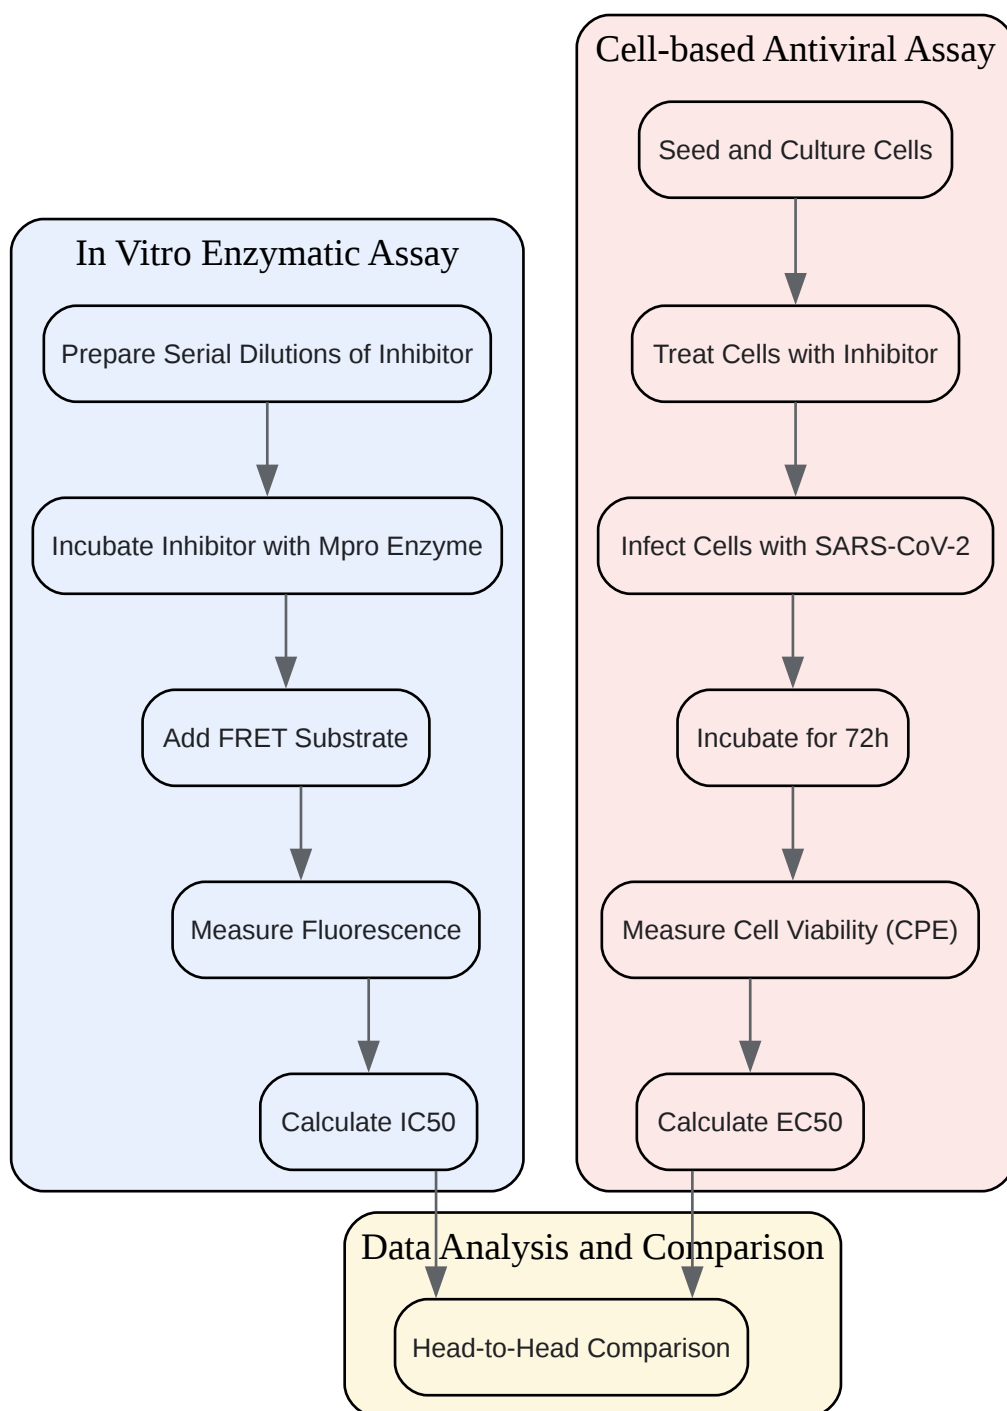 In Vitro Enzymatic Assay
Prepare Serial Dilutions of Inhibitor
Incubate Inhibitor with Mpro Enzyme
Add FRET Substrate
Measure Fluorescence
Calculate IC50
Cell-based Antiviral Assay
Seed and Culture Cells
Treat Cells with Inhibitor
Infect Cells with SARS-CoV-2
Incubate for 72h
Measure Cell Viability (CPE)
Calculate EC50
Data Analysis and Comparison
Head-to-Head Comparison